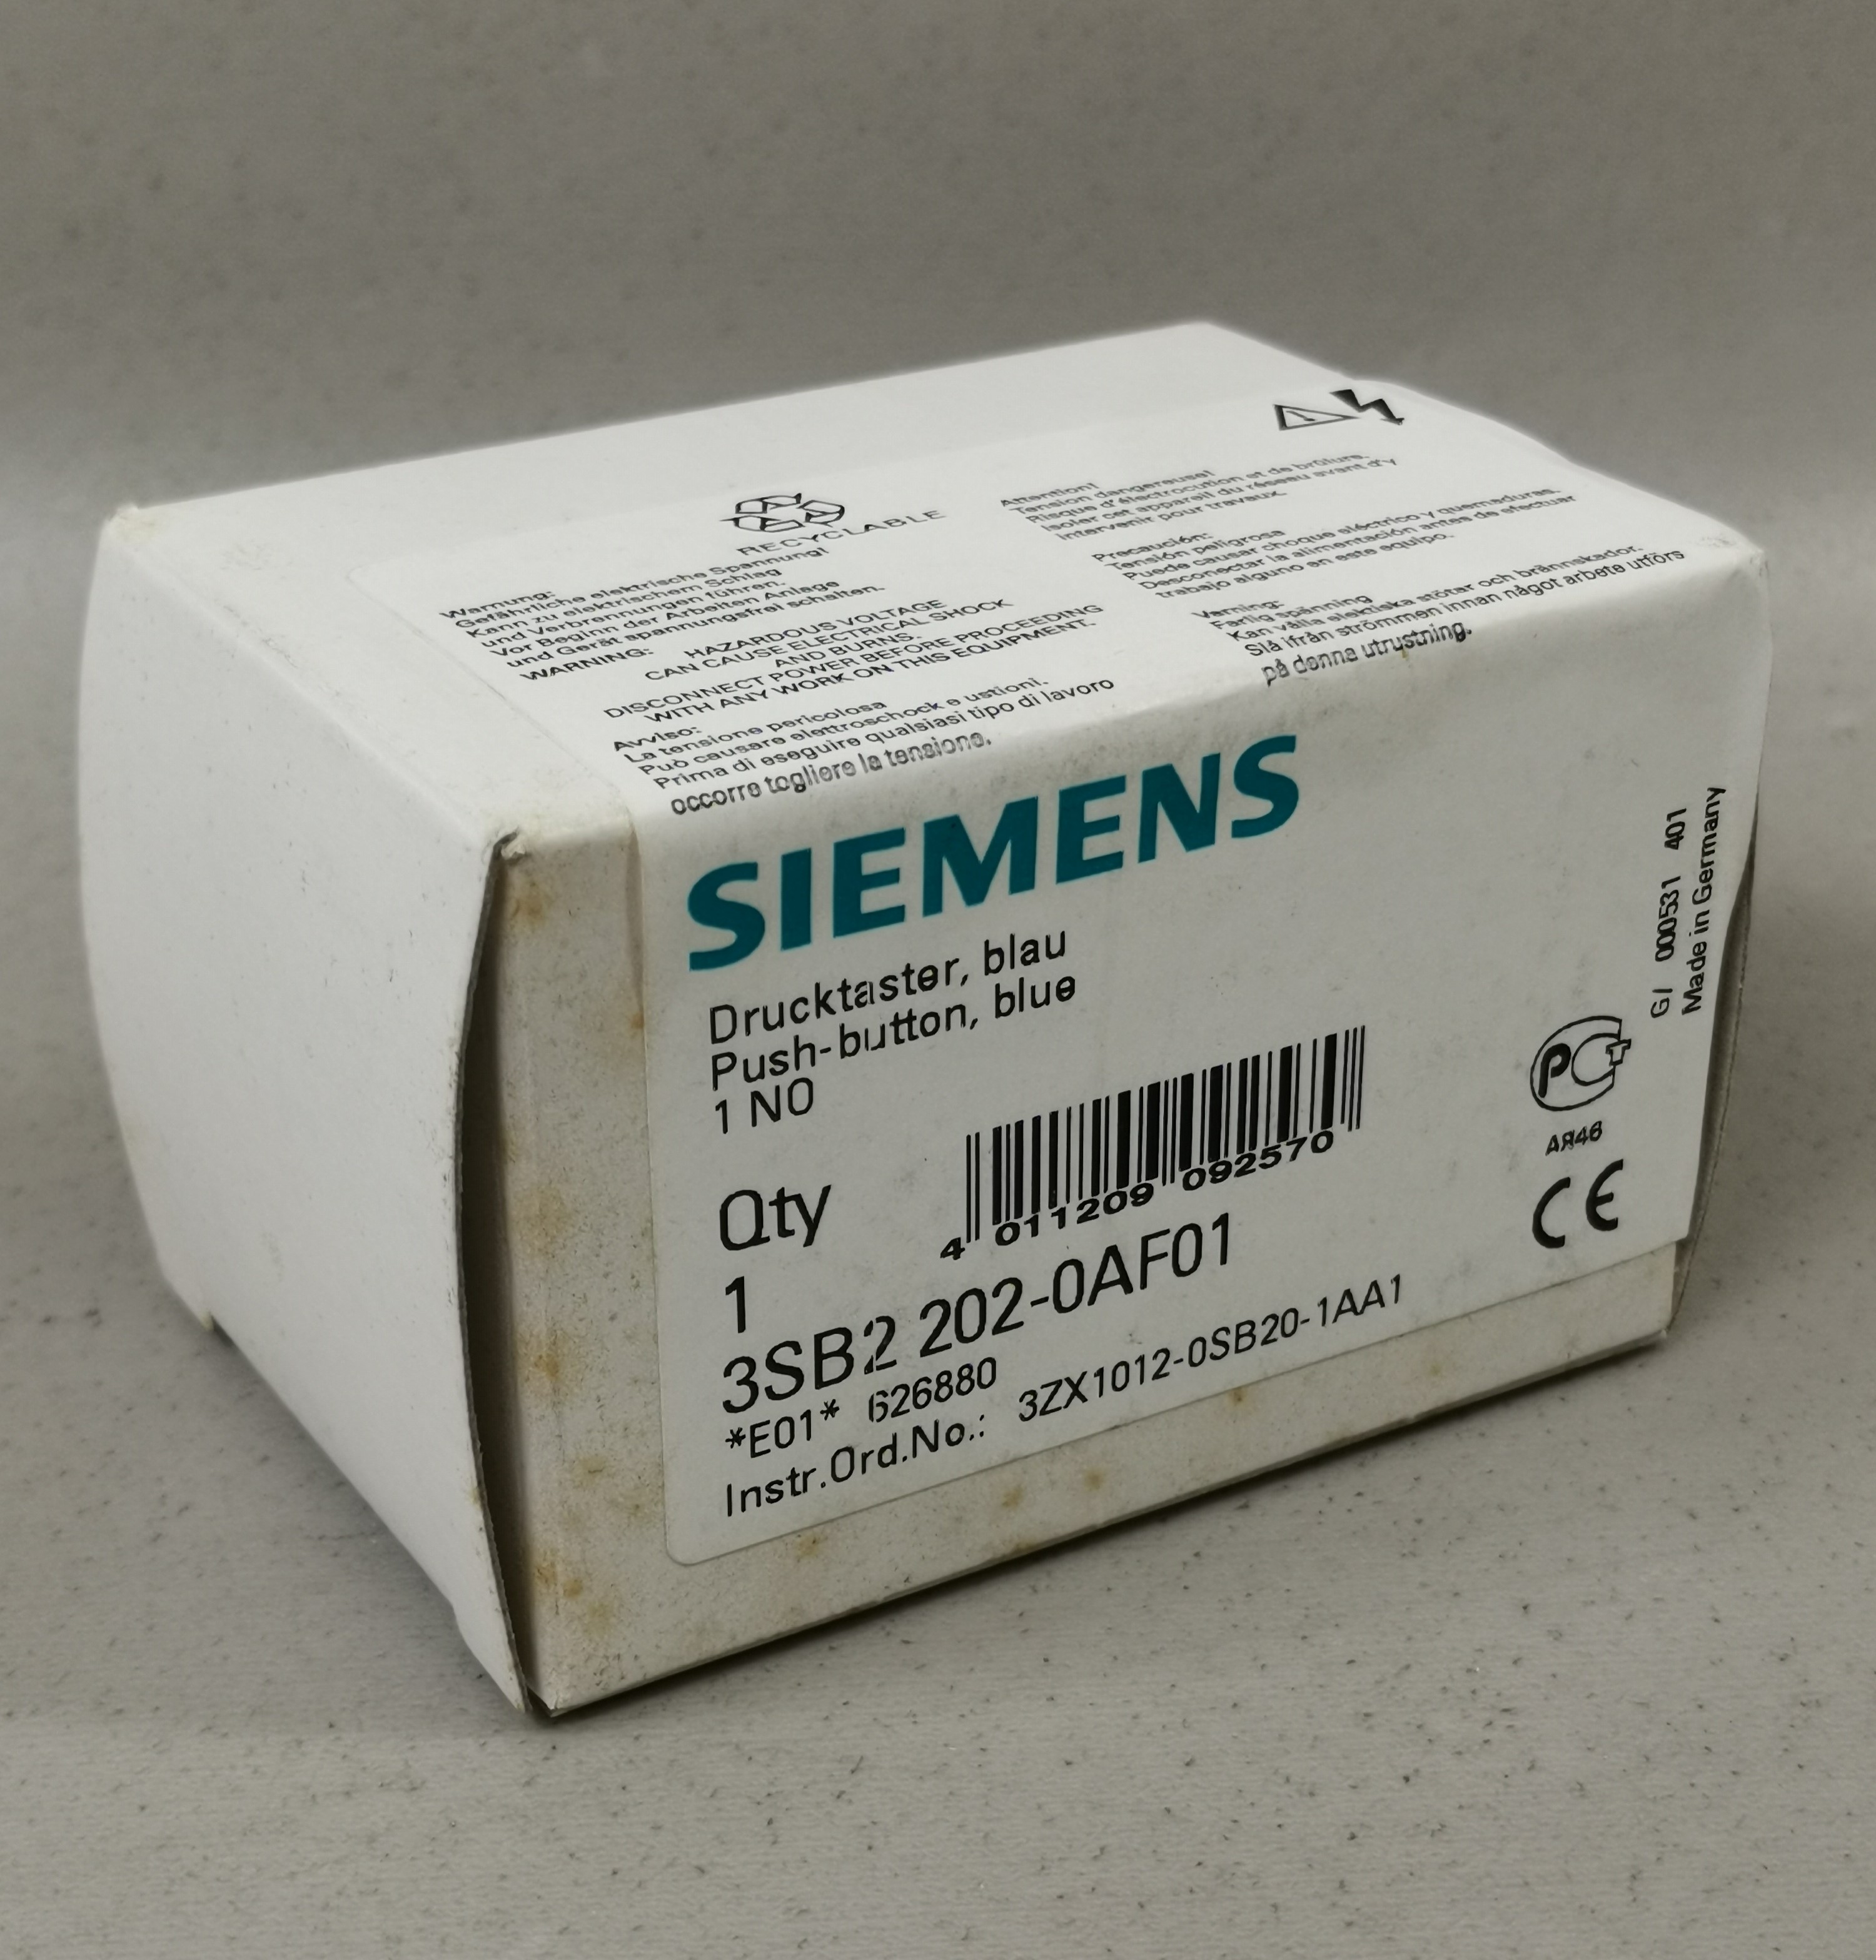 RECYCLABLE
Warnung:
Gefährliche elektrische Spannung!
Kann zu elektrischem Schlag
und Verbrennungen führen.
Vor Beginn der Arbeiten Anlage
und Gerät spannungsfrei schalten.
WARNING: HAZARDOUS VOLTAGE
CAN CAUSE ELECTRICAL SHOCK
AND BURNS.
DISCONNECT POWER BEFORE PROCEEDING
WITH ANY WORK ON THIS EQUIPMENT.
Avviso:
La tensione pericolosa
Può causare elettroschock e ustioni.
Prima di eseguire qualsiasi tipo di lavoro
occorre togliere la tensione.
Attention!
Tension dangereuse!
Risque d'électrocution et de brûlure.
Isoler cet appareil du réseau avant d'y
intervenir pour travaux.
Precaución:
Tensión peligrosa
Puede causar choque eléctrico y quemaduras.
Desconectar la alimentación antes de efectuar
trabajo alguno en este equipo.
Varning:
Farlig spänning
Kan vålla elektiska stötar och brännskador.
Slå ifrån strömmen innan något arbete utförs
på denna utrustning.
SIEMENS
Drucktaster, blau
Push-button, blue
1 NO
Qty
1
4 011209 092570
3SB2 202-0AF01
*E01* 626880
Instr.Ord.No.: 3ZX1012-0SB20-1AA1
G/ 000531 401
Made in Germany
АЯ46
CE